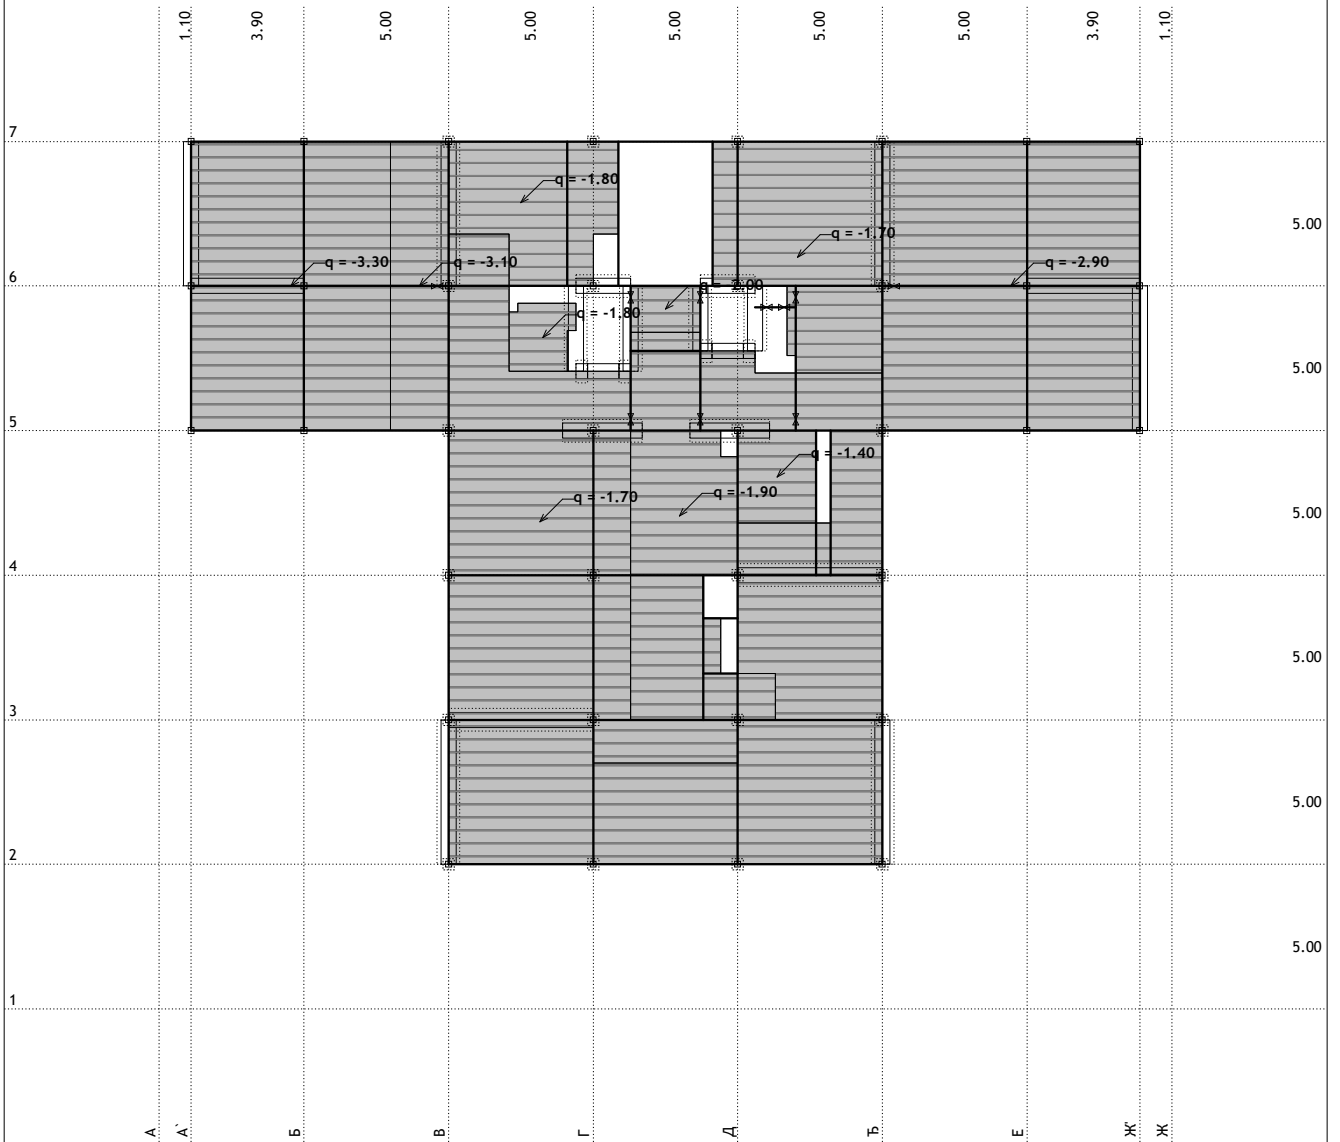 1.10
3.90
5.00
5.00
5.00
5.00
5.00
3.90
1.10
7
q = -1.80
5.00
q = -1.70
q = -3.30
q = -3.10
q = -2.90
6
q = -2.00
q = -1.80
5.00
5
q = -1.40
q = -1.70
q = -1.90
5.00
4
5.00
3
5.00
2
5.00
1
А
А`
Б
В
Г
Д
Ђ
Е
Ж'
Ж